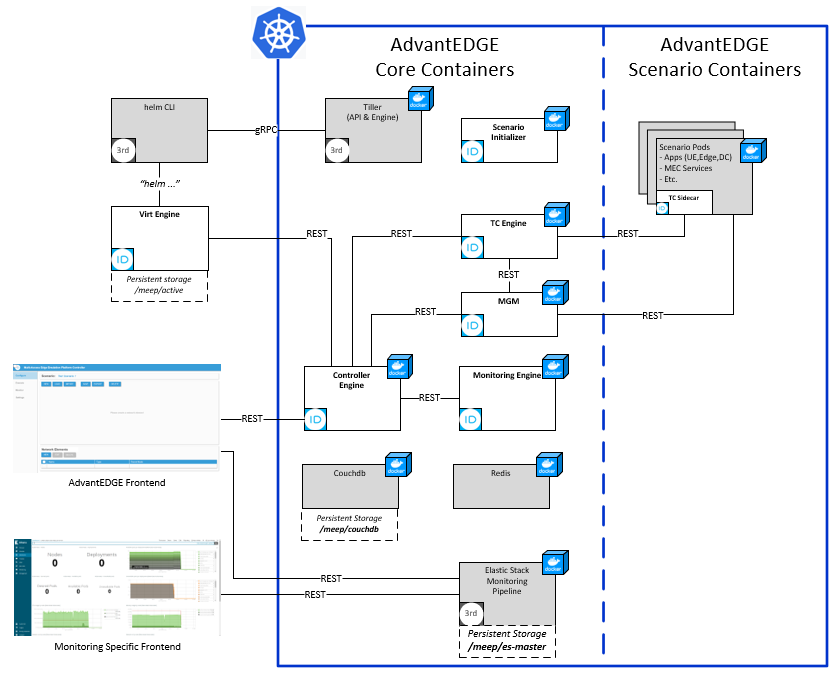 AdvantEDGE
Core Containers
AdvantEDGE
Scenario Containers
helm CLI
3rd
gRPC
Tiller
(API & Engine)
3rd
docker
Scenario
Initializer
ID
docker
Scenario Pods
- Apps (UE,Edge,DC)
- MEC Services
- Etc.
TC Sidecar
ID
docker
“helm ...”
Virt Engine
ID
Persistent storage
/meep/active
REST
REST
TC Engine
ID
docker
REST
REST
REST
MGM
ID
docker
REST
Controller
Engine
ID
docker
REST
Monitoring Engine
ID
docker
REST
AdvantEDGE Frontend
Couchdb
docker
Persistent Storage
/meep/couchdb
Redis
docker
Nodes
0
Deployments
0
Monitoring Specific Frontend
REST
REST
Elastic Stack
Monitoring
Pipeline
3rd
docker
Persistent Storage
/meep/es-master